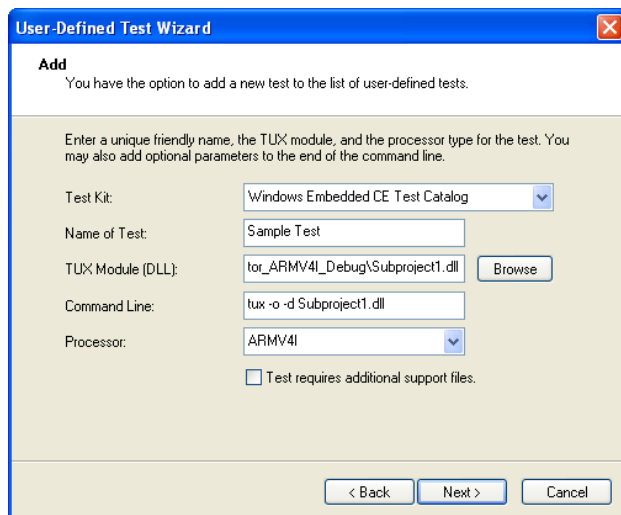 User-Defined Test Wizard
Add
You have the option to add a new test to the list of user-defined tests.
Enter a unique friendly name, the TUX module, and the processor type for the test. You
may also add optional parameters to the end of the command line.
Test Kit: Windows Embedded CE Test Catalog
Name of Test: Sample Test
TUX Module (DLL): tor_ARMV4I_Debug\Subproject1.dll Browse
Command Line: tux -o -d Subproject1.dll
Processor: ARMV4I
Test requires additional support files.
< Back Next > Cancel